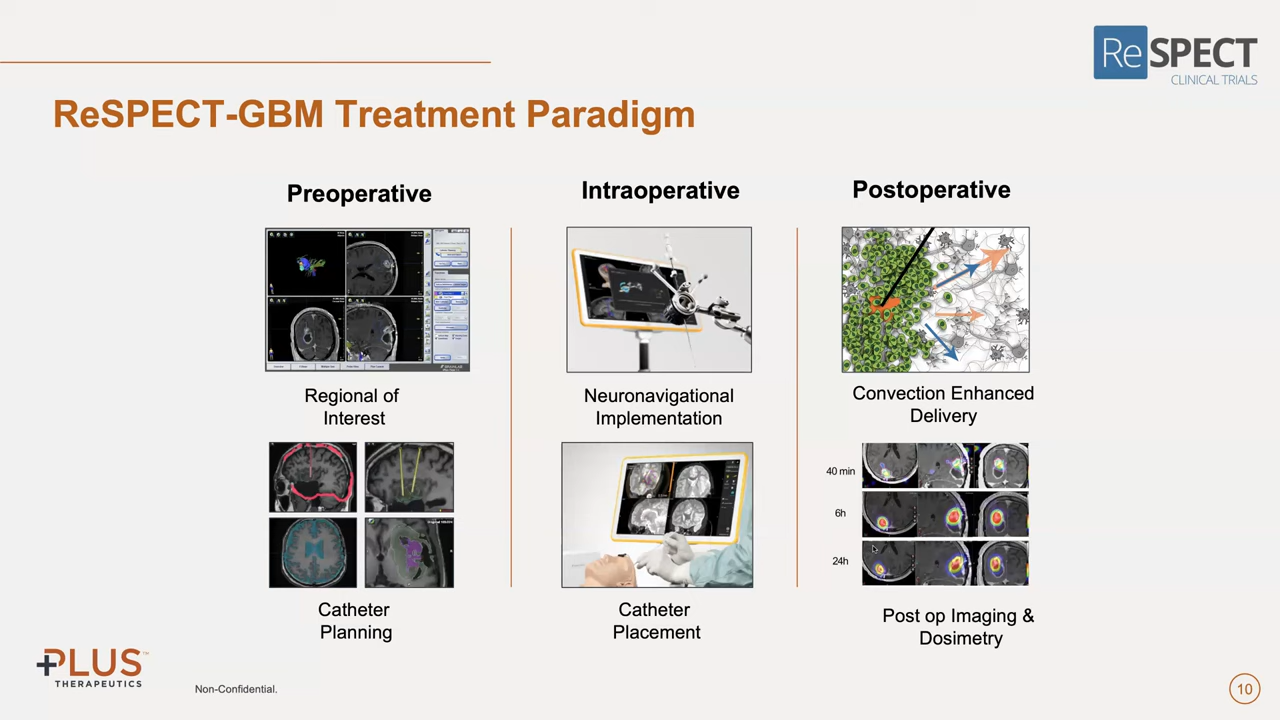 ReSPECT
CLINICAL TRIALS
ReSPECT-GBM Treatment Paradigm
Preoperative
Regional of
Interest
Catheter
Planning
Intraoperative
Neuronavigational
Implementation
Catheter
Placement
Postoperative
Convection Enhanced
Delivery
40 min
6h
24h
Post op Imaging &
Dosimetry
PLUS™
THERAPEUTICS
Non-Confidential.
10